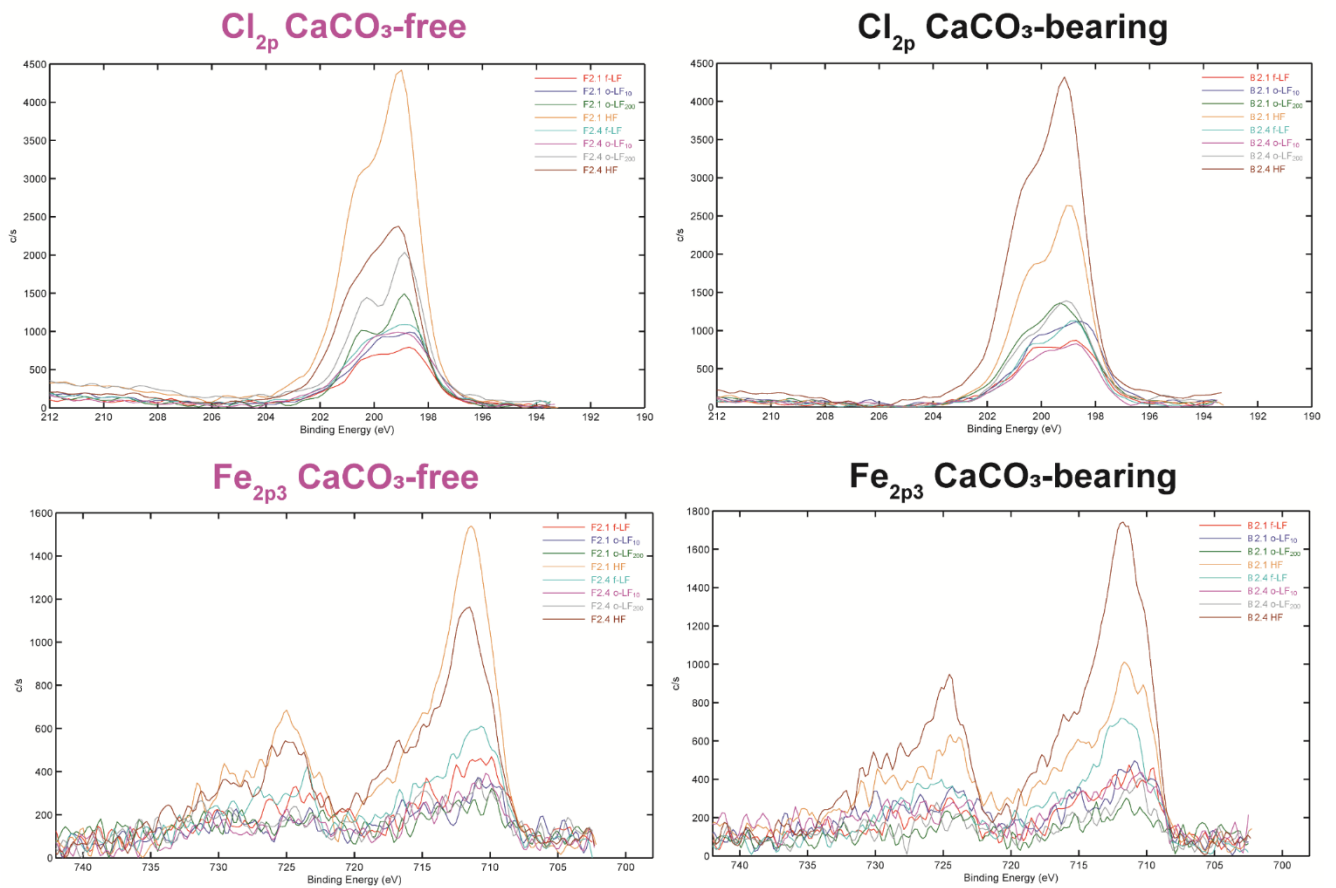 Cl2p CaCO₃-free
4500
4000
3500
3000
2500
2000
1500
1000
500
0
c/s
212 210 208 206 204 202 200 198 196 194 192 190
Binding Energy (eV)
F2.1 f-LF
F2.1 o-LF10
F2.1 o-LF200
F2.1 HF
F2.4 f-LF
F2.4 o-LF10
F2.4 o-LF200
F2.4 HF
Cl2p CaCO₃-bearing
4500
4000
3500
3000
2500
2000
1500
1000
500
0
c/s
212 210 208 206 204 202 200 198 196 194 192 190
Binding Energy (eV)
B2.1 f-LF
B2.1 o-LF10
B2.1 o-LF200
B2.1 HF
B2.4 f-LF
B2.4 o-LF10
B2.4 o-LF200
B2.4 HF
Fe2p3 CaCO₃-free
1600
1400
1200
1000
800
600
400
200
0
c/s
740 735 730 725 720 715 710 705 700
Binding Energy (eV)
F2.1 f-LF
F2.1 o-LF10
F2.1 o-LF200
F2.1 HF
F2.4 f-LF
F2.4 o-LF10
F2.4 o-LF200
F2.4 HF
Fe2p3 CaCO₃-bearing
1800
1600
1400
1200
1000
800
600
400
200
0
c/s
740 735 730 725 720 715 710 705 700
Binding Energy (eV)
B2.1 f-LF
B2.1 o-LF10
B2.1 o-LF200
B2.1 HF
B2.4 f-LF
B2.4 o-LF10
B2.4 o-LF200
B2.4 HF